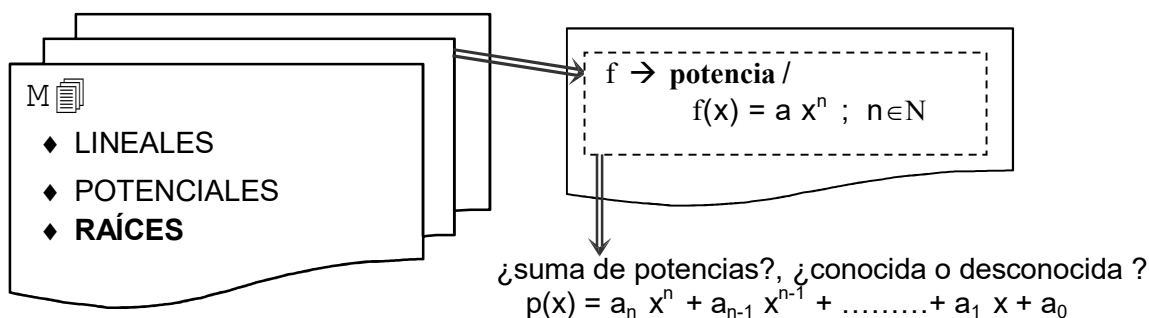 M
♦ LINEALES
♦ POTENCIALES
♦ RAÍCES
f → potencia /
f(x) = a xⁿ ; n∈N
¿suma de potencias?, ¿conocida o desconocida ?
p(x) = aₙ xⁿ + aₙ₋₁ xⁿ⁻¹ + ………+ a₁ x + a₀